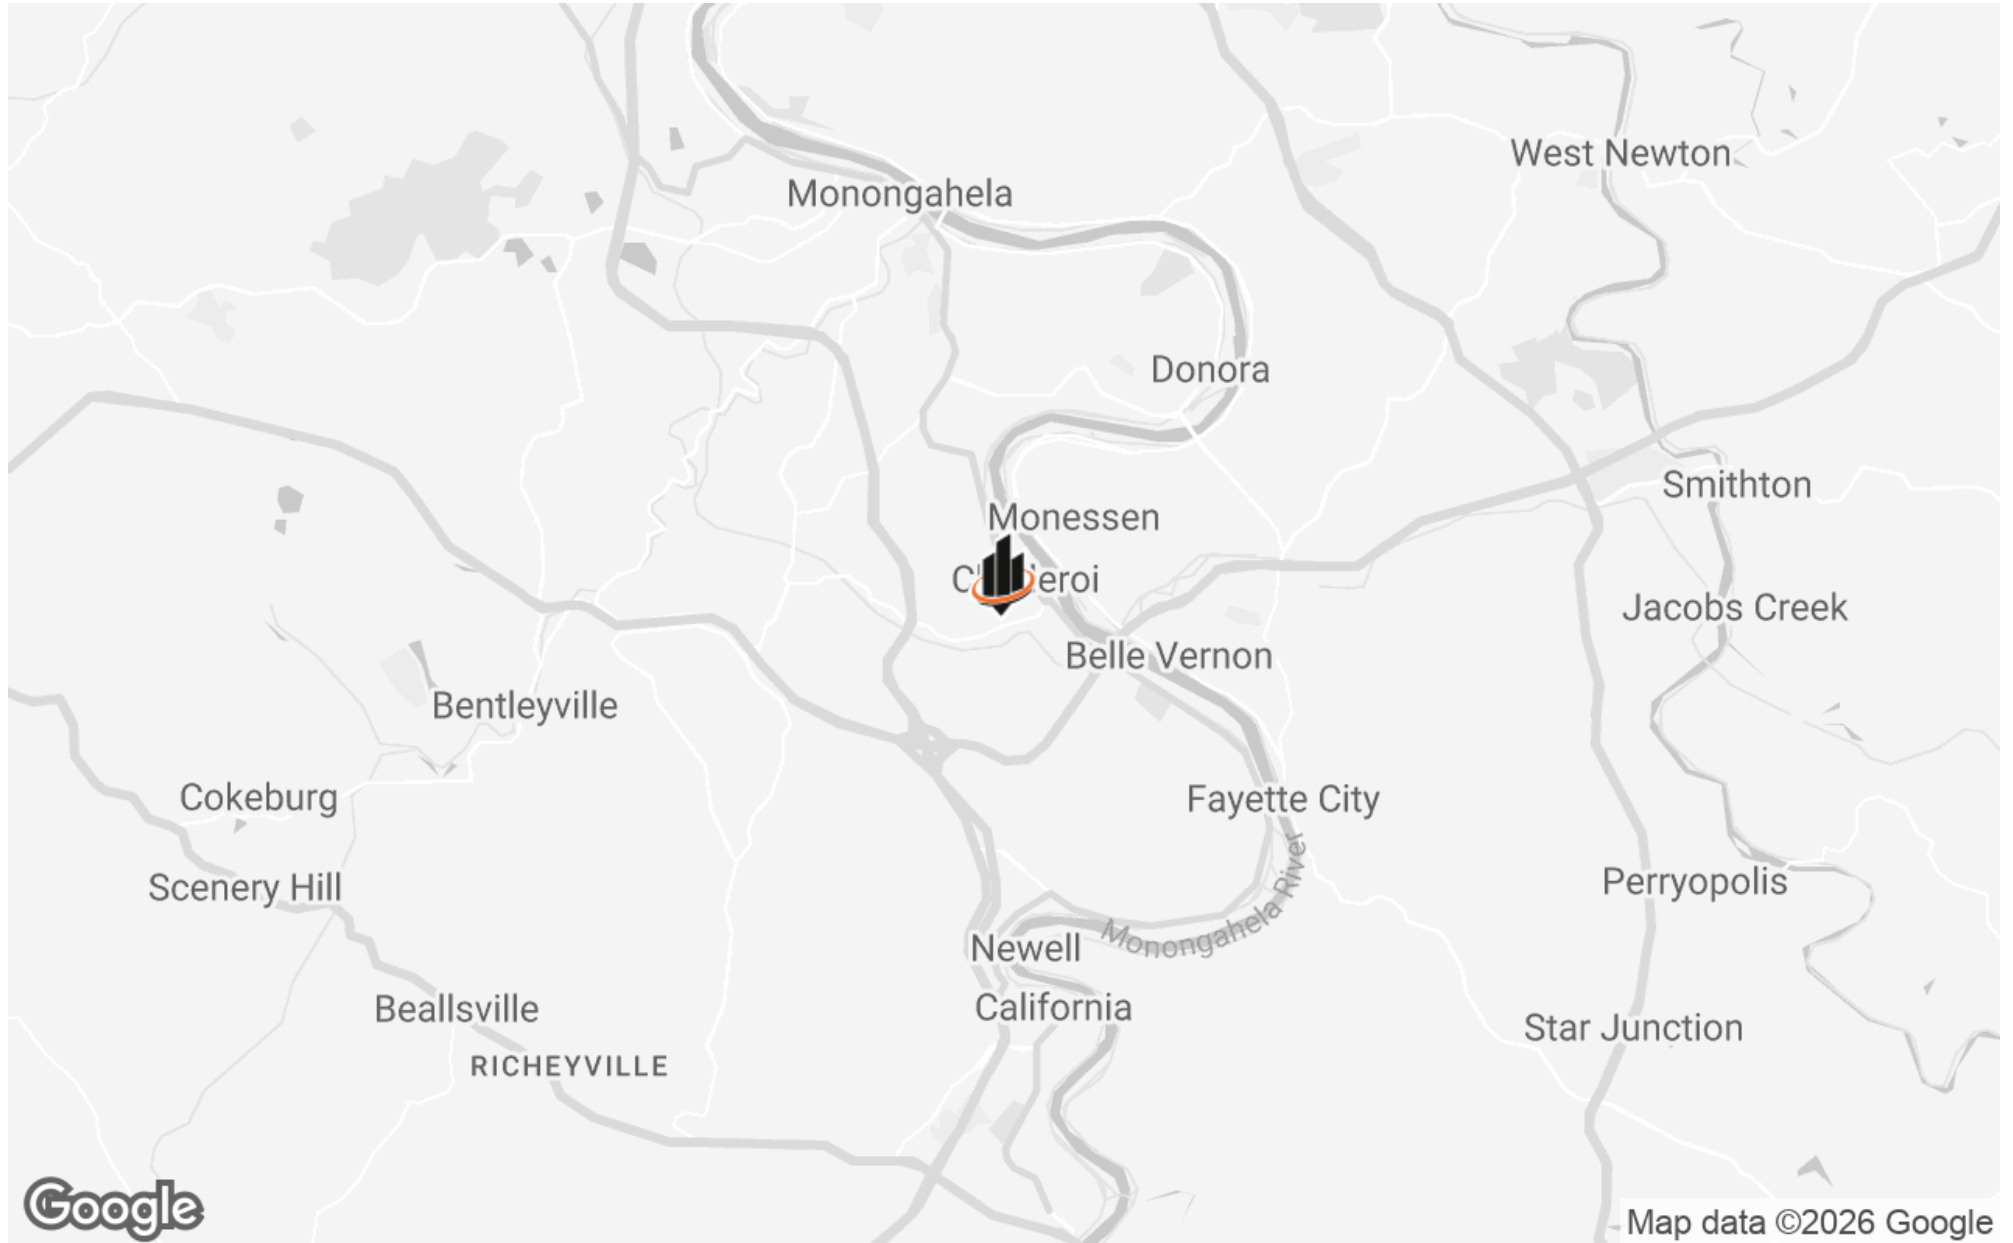 West Newton
Monongahela
Donora
Smithton
Monessen
Jacobs Creek
Belle Vernon
Bentleyville
Cokeburg
Fayette City
Scenery Hill
Perryopolis
Monongahela River
Newell
California
Beallsville
Star Junction
RICHEYVILLE
Google
Map data ©2026 Google